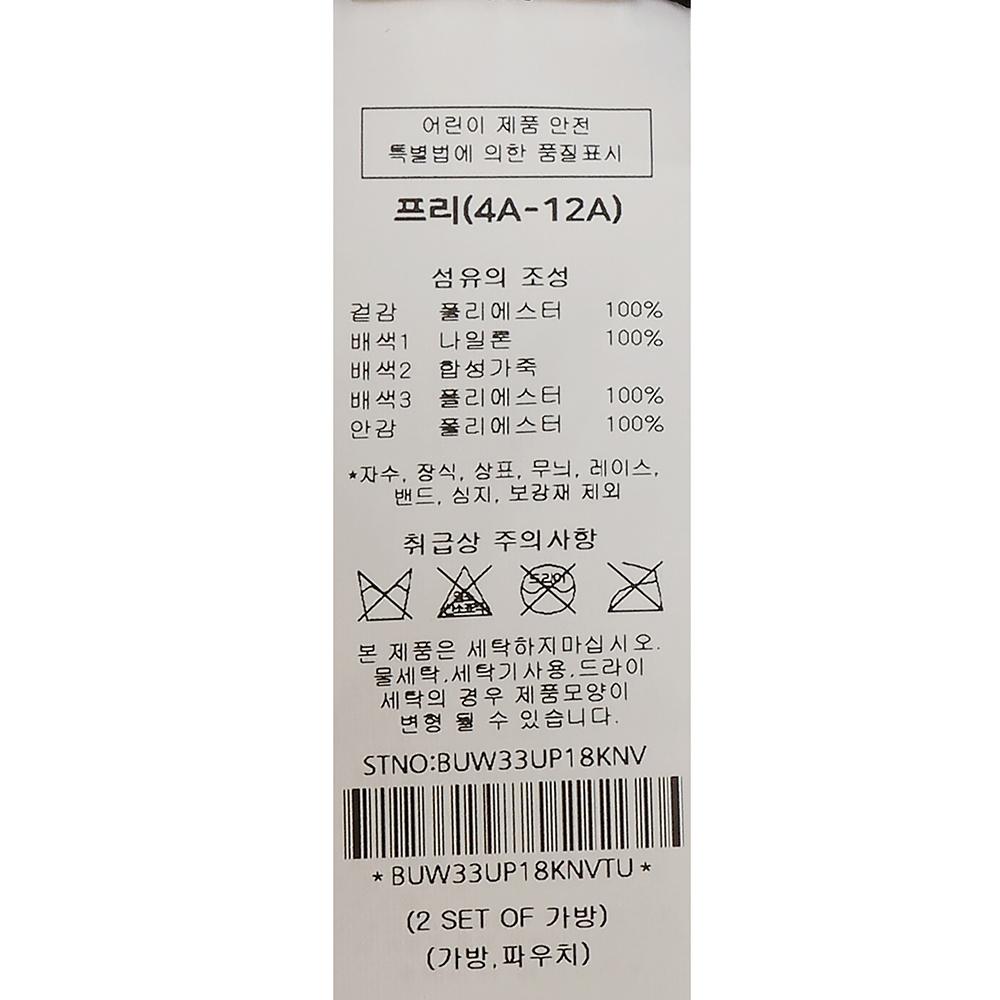 어린이 제품 안전
특별법에 의한 품질표시
프리(4A-12A)
섬유의 조성
겉감 폴리에스터 100%
배색1 나일론 100%
배색2 합성가죽
배색3 폴리에스터 100%
안감 폴리에스터 100%
*자수, 장식, 상표, 무늬, 레이스,
밴드, 심지, 보강재 제외
취급상 주의사항
드라이
염소표백
본 제품은 세탁하지마십시오.
물세탁,세탁기사용,드라이
세탁의 경우 제품모양이
변형 될 수 있습니다.
STNO:BUW33UP18KNV
*BUW33UP18KNVTU*
(2 SET OF 가방)
(가방,파우치)